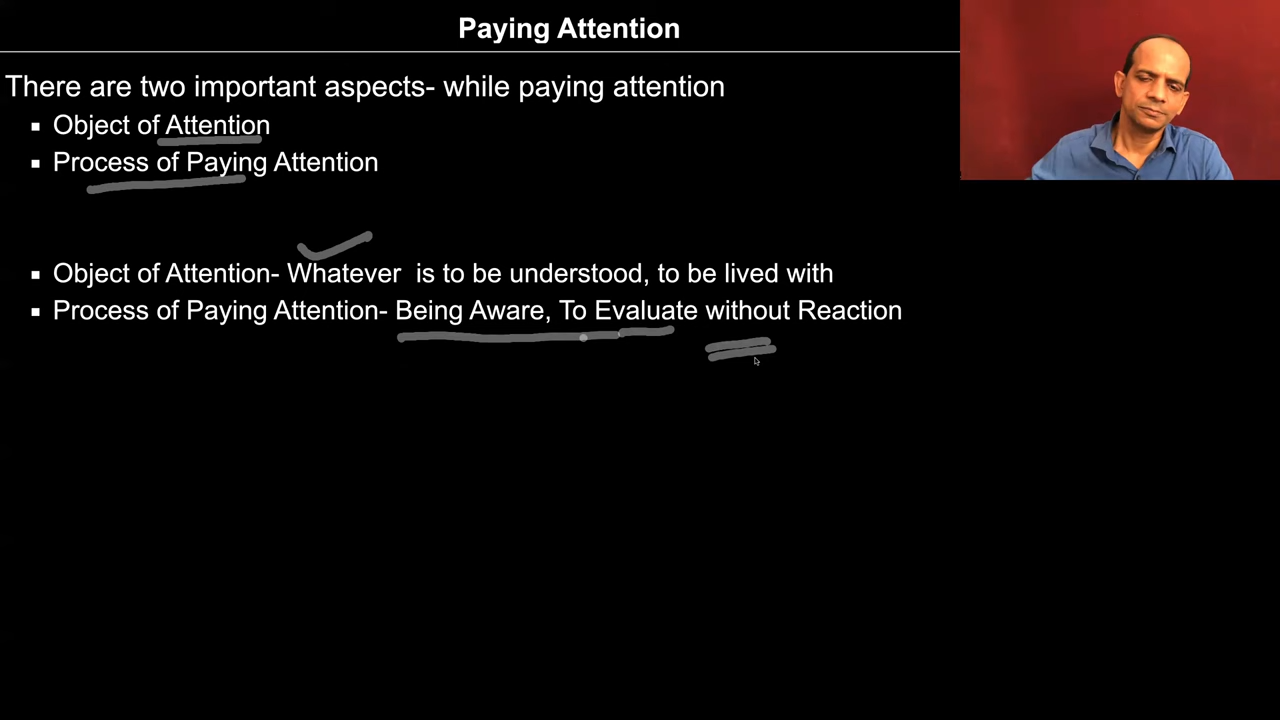 Paying Attention
There are two important aspects- while paying attention
▪ Object of Attention
▪ Process of Paying Attention
▪ Object of Attention- Whatever is to be understood, to be lived with
▪ Process of Paying Attention- Being Aware, To Evaluate without Reaction